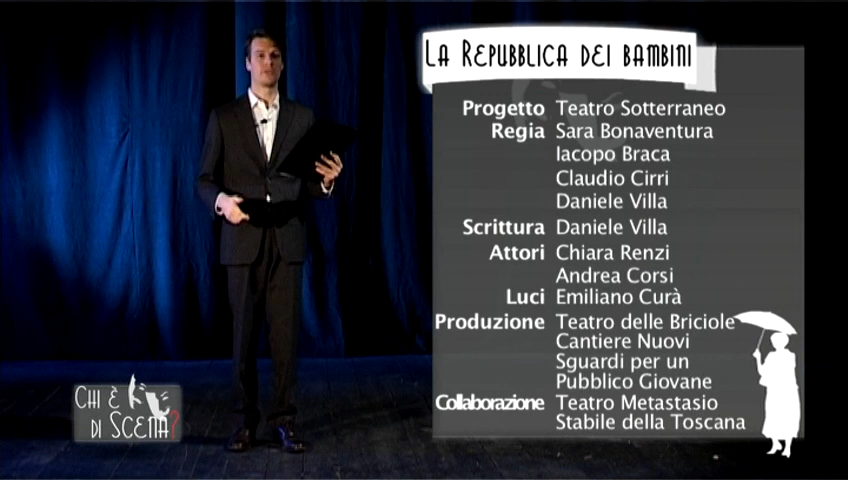 La Repubblica dei bambini
Progetto Teatro Sotterraneo
Regia Sara Bonaventura
Iacopo Braca
Claudio Cirri
Daniele Villa
Scrittura Daniele Villa
Attori Chiara Renzi
Andrea Corsi
Luci Emiliano Curà
Produzione Teatro delle Briciole
Cantiere Nuovi
Sguardi per un
Pubblico Giovane
Collaborazione Teatro Metastasio
Stabile della Toscana
Chi è
di Scena?